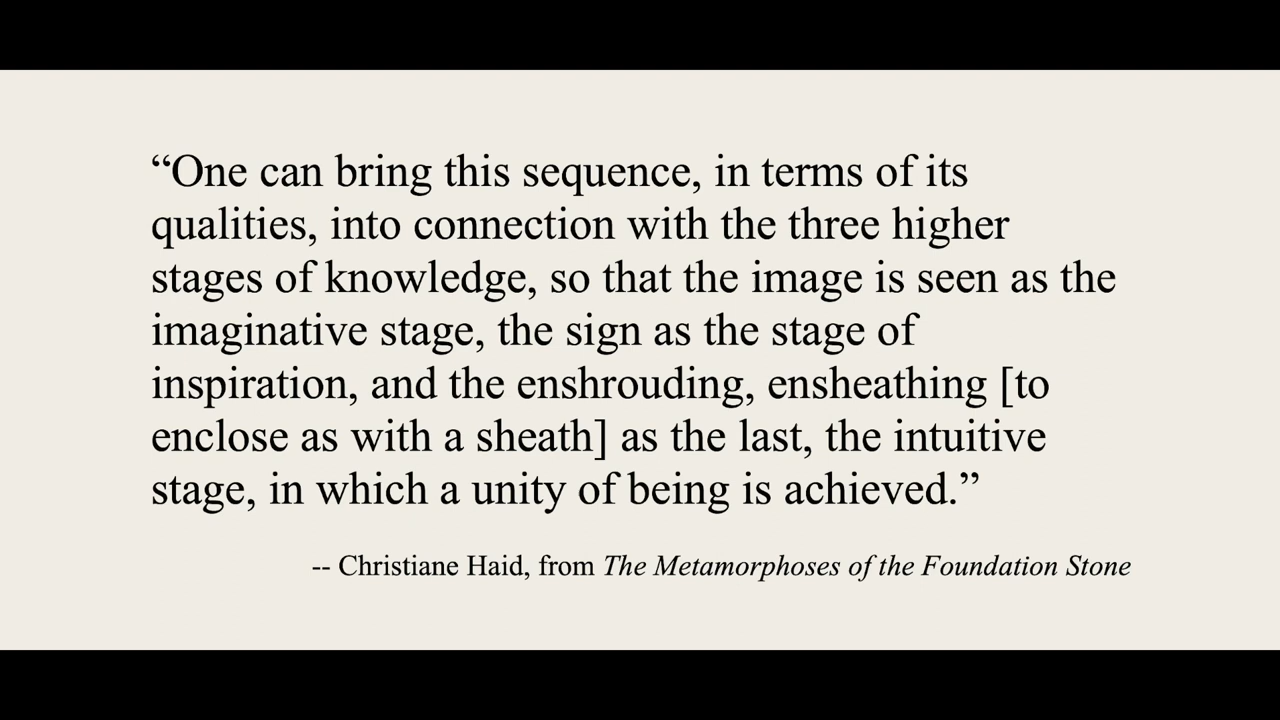 “One can bring this sequence, in terms of its
qualities, into connection with the three higher
stages of knowledge, so that the image is seen as the
imaginative stage, the sign as the stage of
inspiration, and the enshrouding, ensheathing [to
enclose as with a sheath] as the last, the intuitive
stage, in which a unity of being is achieved.”
-- Christiane Haid, from The Metamorphoses of the Foundation Stone